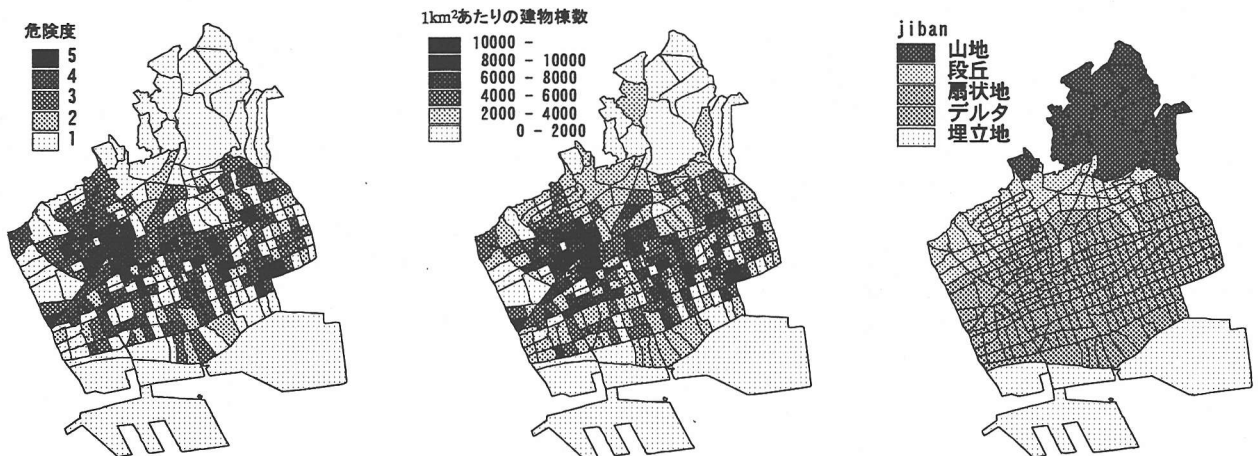 危険度
5
4
3
2
1
1km²あたりの建物棟数
10000 -
8000 - 10000
6000 - 8000
4000 - 6000
2000 - 4000
0 - 2000
jiban
山地
段丘
扇状地
デルタ
埋立地